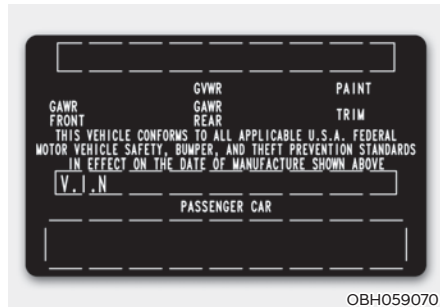 GVWR PAINT
GAWR FRONT GAWR REAR TRIM
THIS VEHICLE CONFORMS TO ALL APPLICABLE U.S.A. FEDERAL
MOTOR VEHICLE SAFETY, BUMPER, AND THEFT PREVENTION STANDARDS
IN EFFECT ON THE DATE OF MANUFACTURE SHOWN ABOVE
V.I.N
PASSENGER CAR
OBH059070